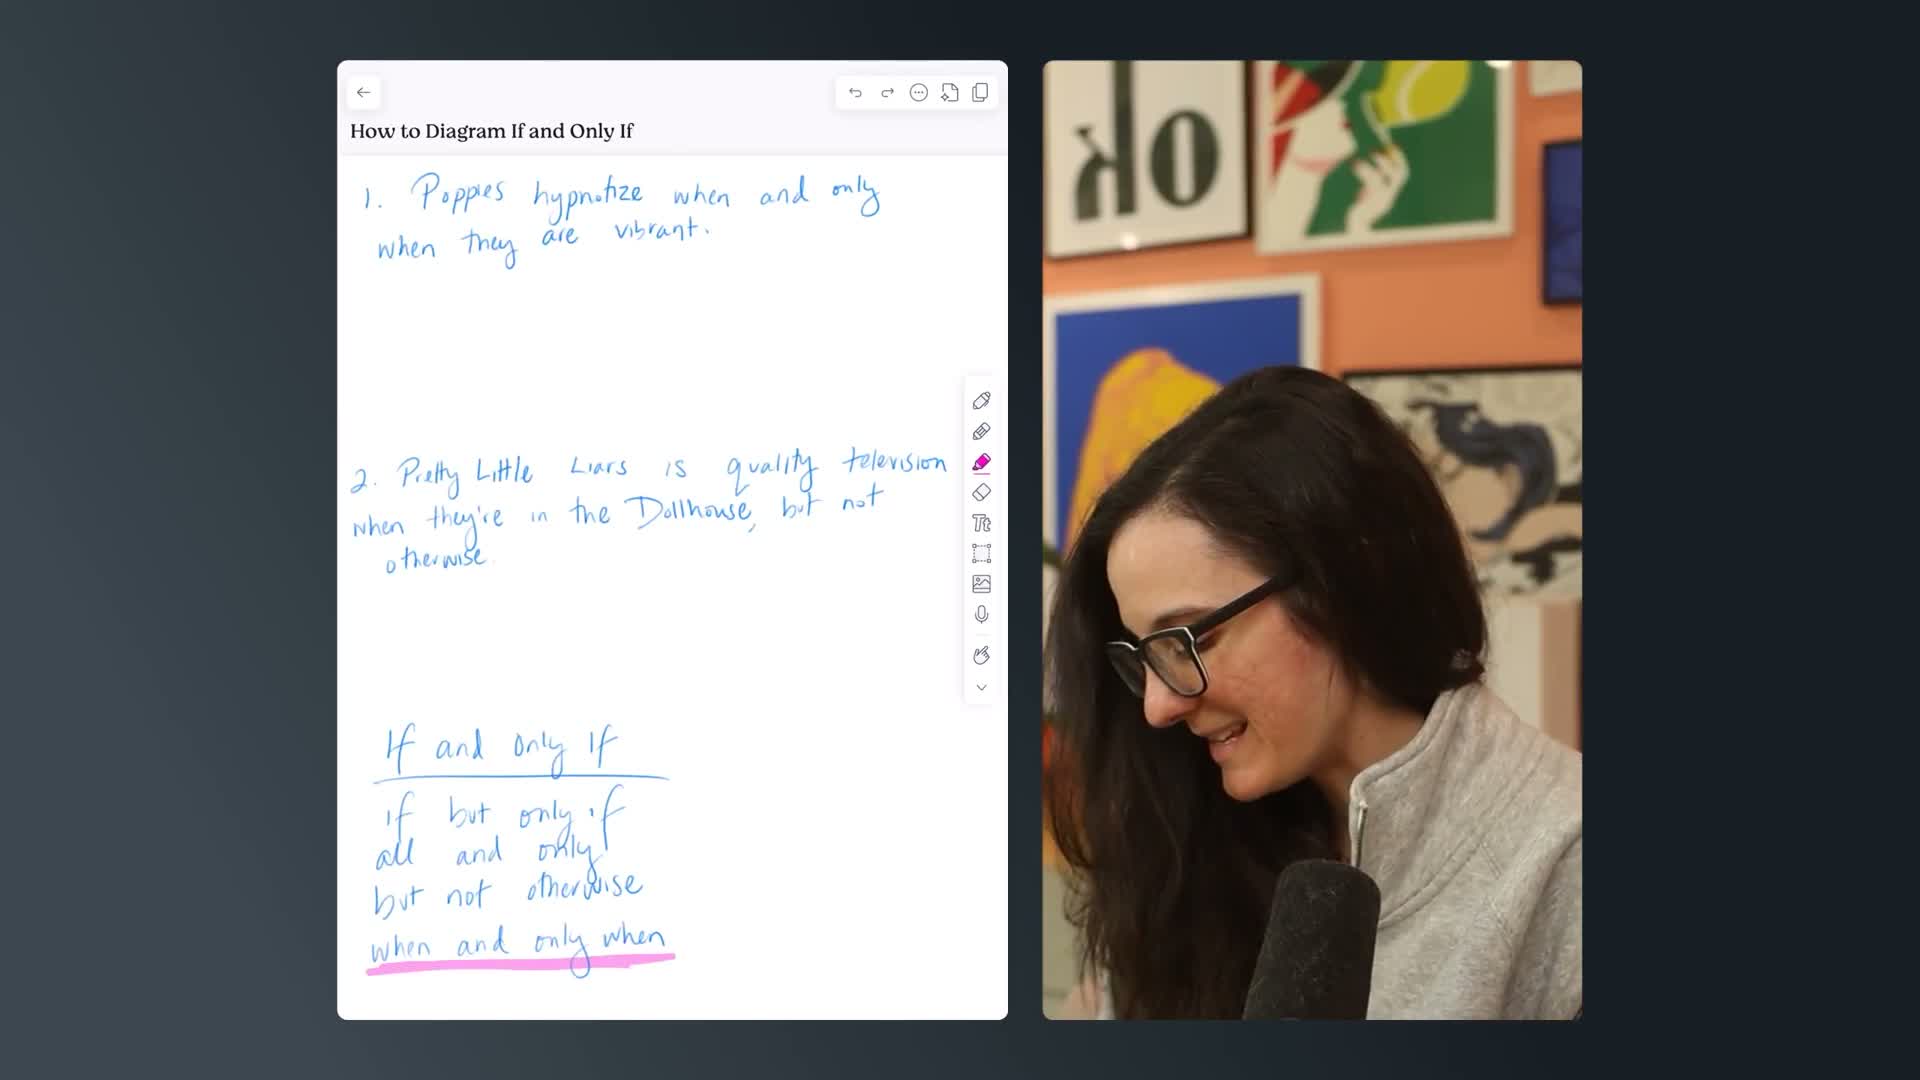 How to Diagram If and Only If
1. Poppies hypnotize when and only
when they are vibrant.
2. Pretty Little Liars is quality television
when they're in the Dollhouse, but not
otherwise.
If and only If
if but only if
all and only
but not otherwise
when and only when
Tt
ok